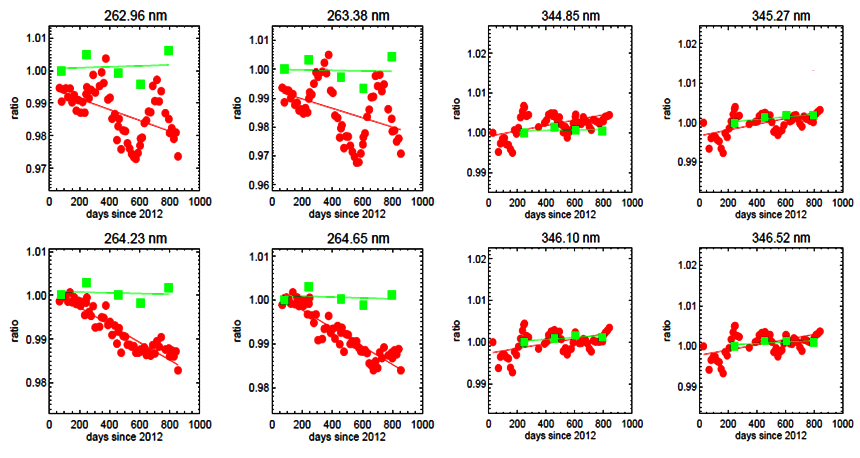 262.96 nm 263.38 nm 344.85 nm 345.27 nm
1.01 1.01 1.02 1.02
1.00 1.00 1.01 1.01
0.99 0.99 1.00 1.00
0.98 0.98 0.99 0.99
0.97 0.97
0.96
ratio ratio ratio ratio
0 200 400 600 800 1000 0 200 400 600 800 1000 0 200 400 600 800 1000 0 200 400 600 800 1000
days since 2012 days since 2012 days since 2012 days since 2012
264.23 nm 264.65 nm 346.10 nm 346.52 nm
1.01 1.01 1.02 1.02
1.00 1.00 1.01 1.01
0.99 0.99 1.00 1.00
0.98 0.98 0.99 0.99
ratio ratio ratio ratio
0 200 400 600 800 1000 0 200 400 600 800 1000 0 200 400 600 800 1000 0 200 400 600 800 1000
days since 2012 days since 2012 days since 2012 days since 2012